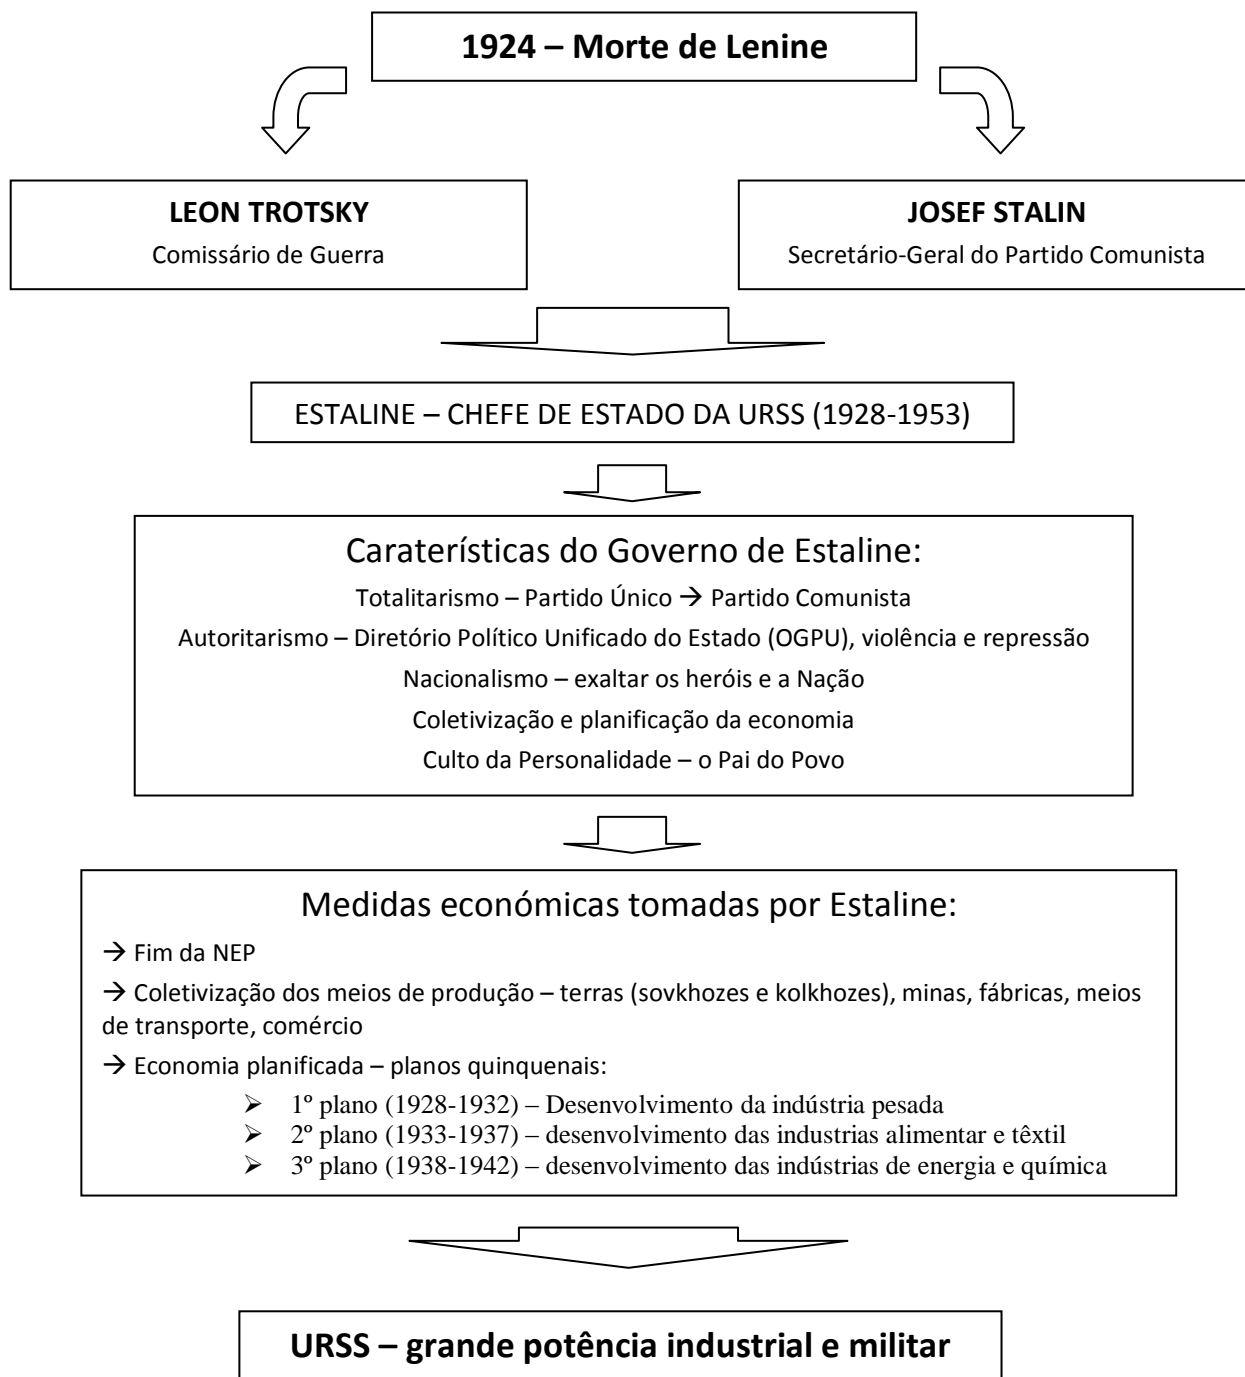 1924 – Morte de Lenine
LEON TROTSKY
Comissário de Guerra
JOSEF STALIN
Secretário-Geral do Partido Comunista
ESTALINE – CHEFE DE ESTADO DA URSS (1928-1953)
Caraterísticas do Governo de Estaline:
Totalitarismo – Partido Único → Partido Comunista
Autoritarismo – Diretório Político Unificado do Estado (OGPU), violência e repressão
Nacionalismo – exaltar os heróis e a Nação
Coletivização e planificação da economia
Culto da Personalidade – o Pai do Povo
Medidas económicas tomadas por Estaline:
→ Fim da NEP
→ Coletivização dos meios de produção – terras (sovkhozes e kolkhozes), minas, fábricas, meios
de transporte, comércio
→ Economia planificada – planos quinquenais:
➢ 1º plano (1928-1932) – Desenvolvimento da indústria pesada
➢ 2º plano (1933-1937) – desenvolvimento das industrias alimentar e têxtil
➢ 3º plano (1938-1942) – desenvolvimento das indústrias de energia e química
URSS – grande potência industrial e militar